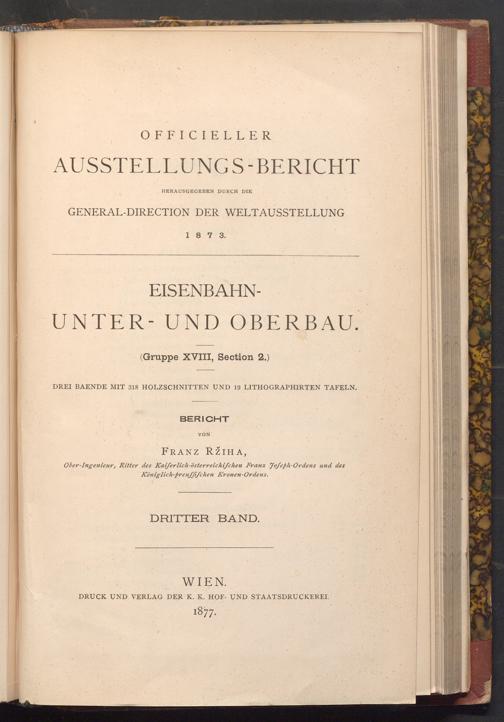 OFFICIELLER
AUSSTELLUNGS-BERICHT
HERAUSGEGEBEN DURCH DIE
GENERAL-DIRECTION DER WELTAUSSTELLUNG
1873.
EISENBAHN-
UNTER- UND OBERBAU.
(Gruppe XVIII, Section 2.)
DREI BAENDE MIT 318 HOLZSCHNITTEN UND 19 LITHOGRAPHIRTEN TAFELN.
BERICHT
VON
FRANZ RŽIHA,
Ober-Ingenieur, Ritter des Kaiſerlich-öſterreichiſchen Franz Joſeph-Ordens und des
Königlich-preuſſiſchen Kronen-Ordens.
DRITTER BAND.
WIEN.
DRUCK UND VERLAG DER K. K. HOF- UND STAATSDRUCKEREI.
1877.